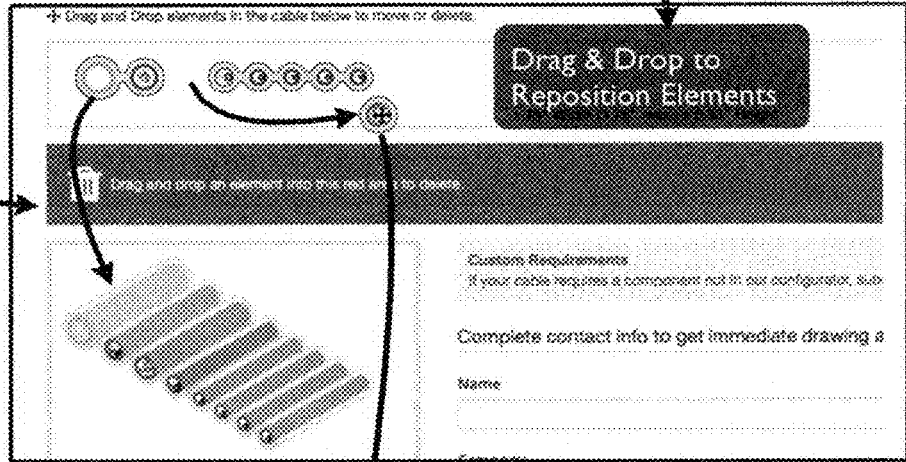 Drag and Drop elements in the cable below to move or delete.
Drag & Drop to
Reposition Elements
Drag and drop an element into this red area to delete.
Custom Requirements
If your cable requires a component not in our configurator, sub
Complete contact info to get immediate drawing a
Name